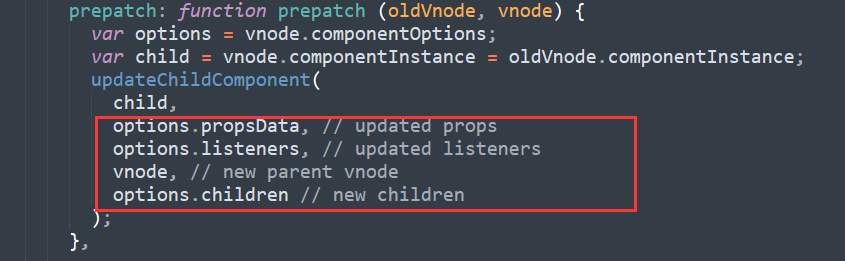 prepatch: function prepatch (oldVnode, vnode) {
var options = vnode.componentOptions;
var child = vnode.componentInstance = oldVnode.componentInstance;
updateChildComponent(
child,
options.propsData, // updated props
options.listeners, // updated listeners
vnode, // new parent vnode
options.children // new children
);
},